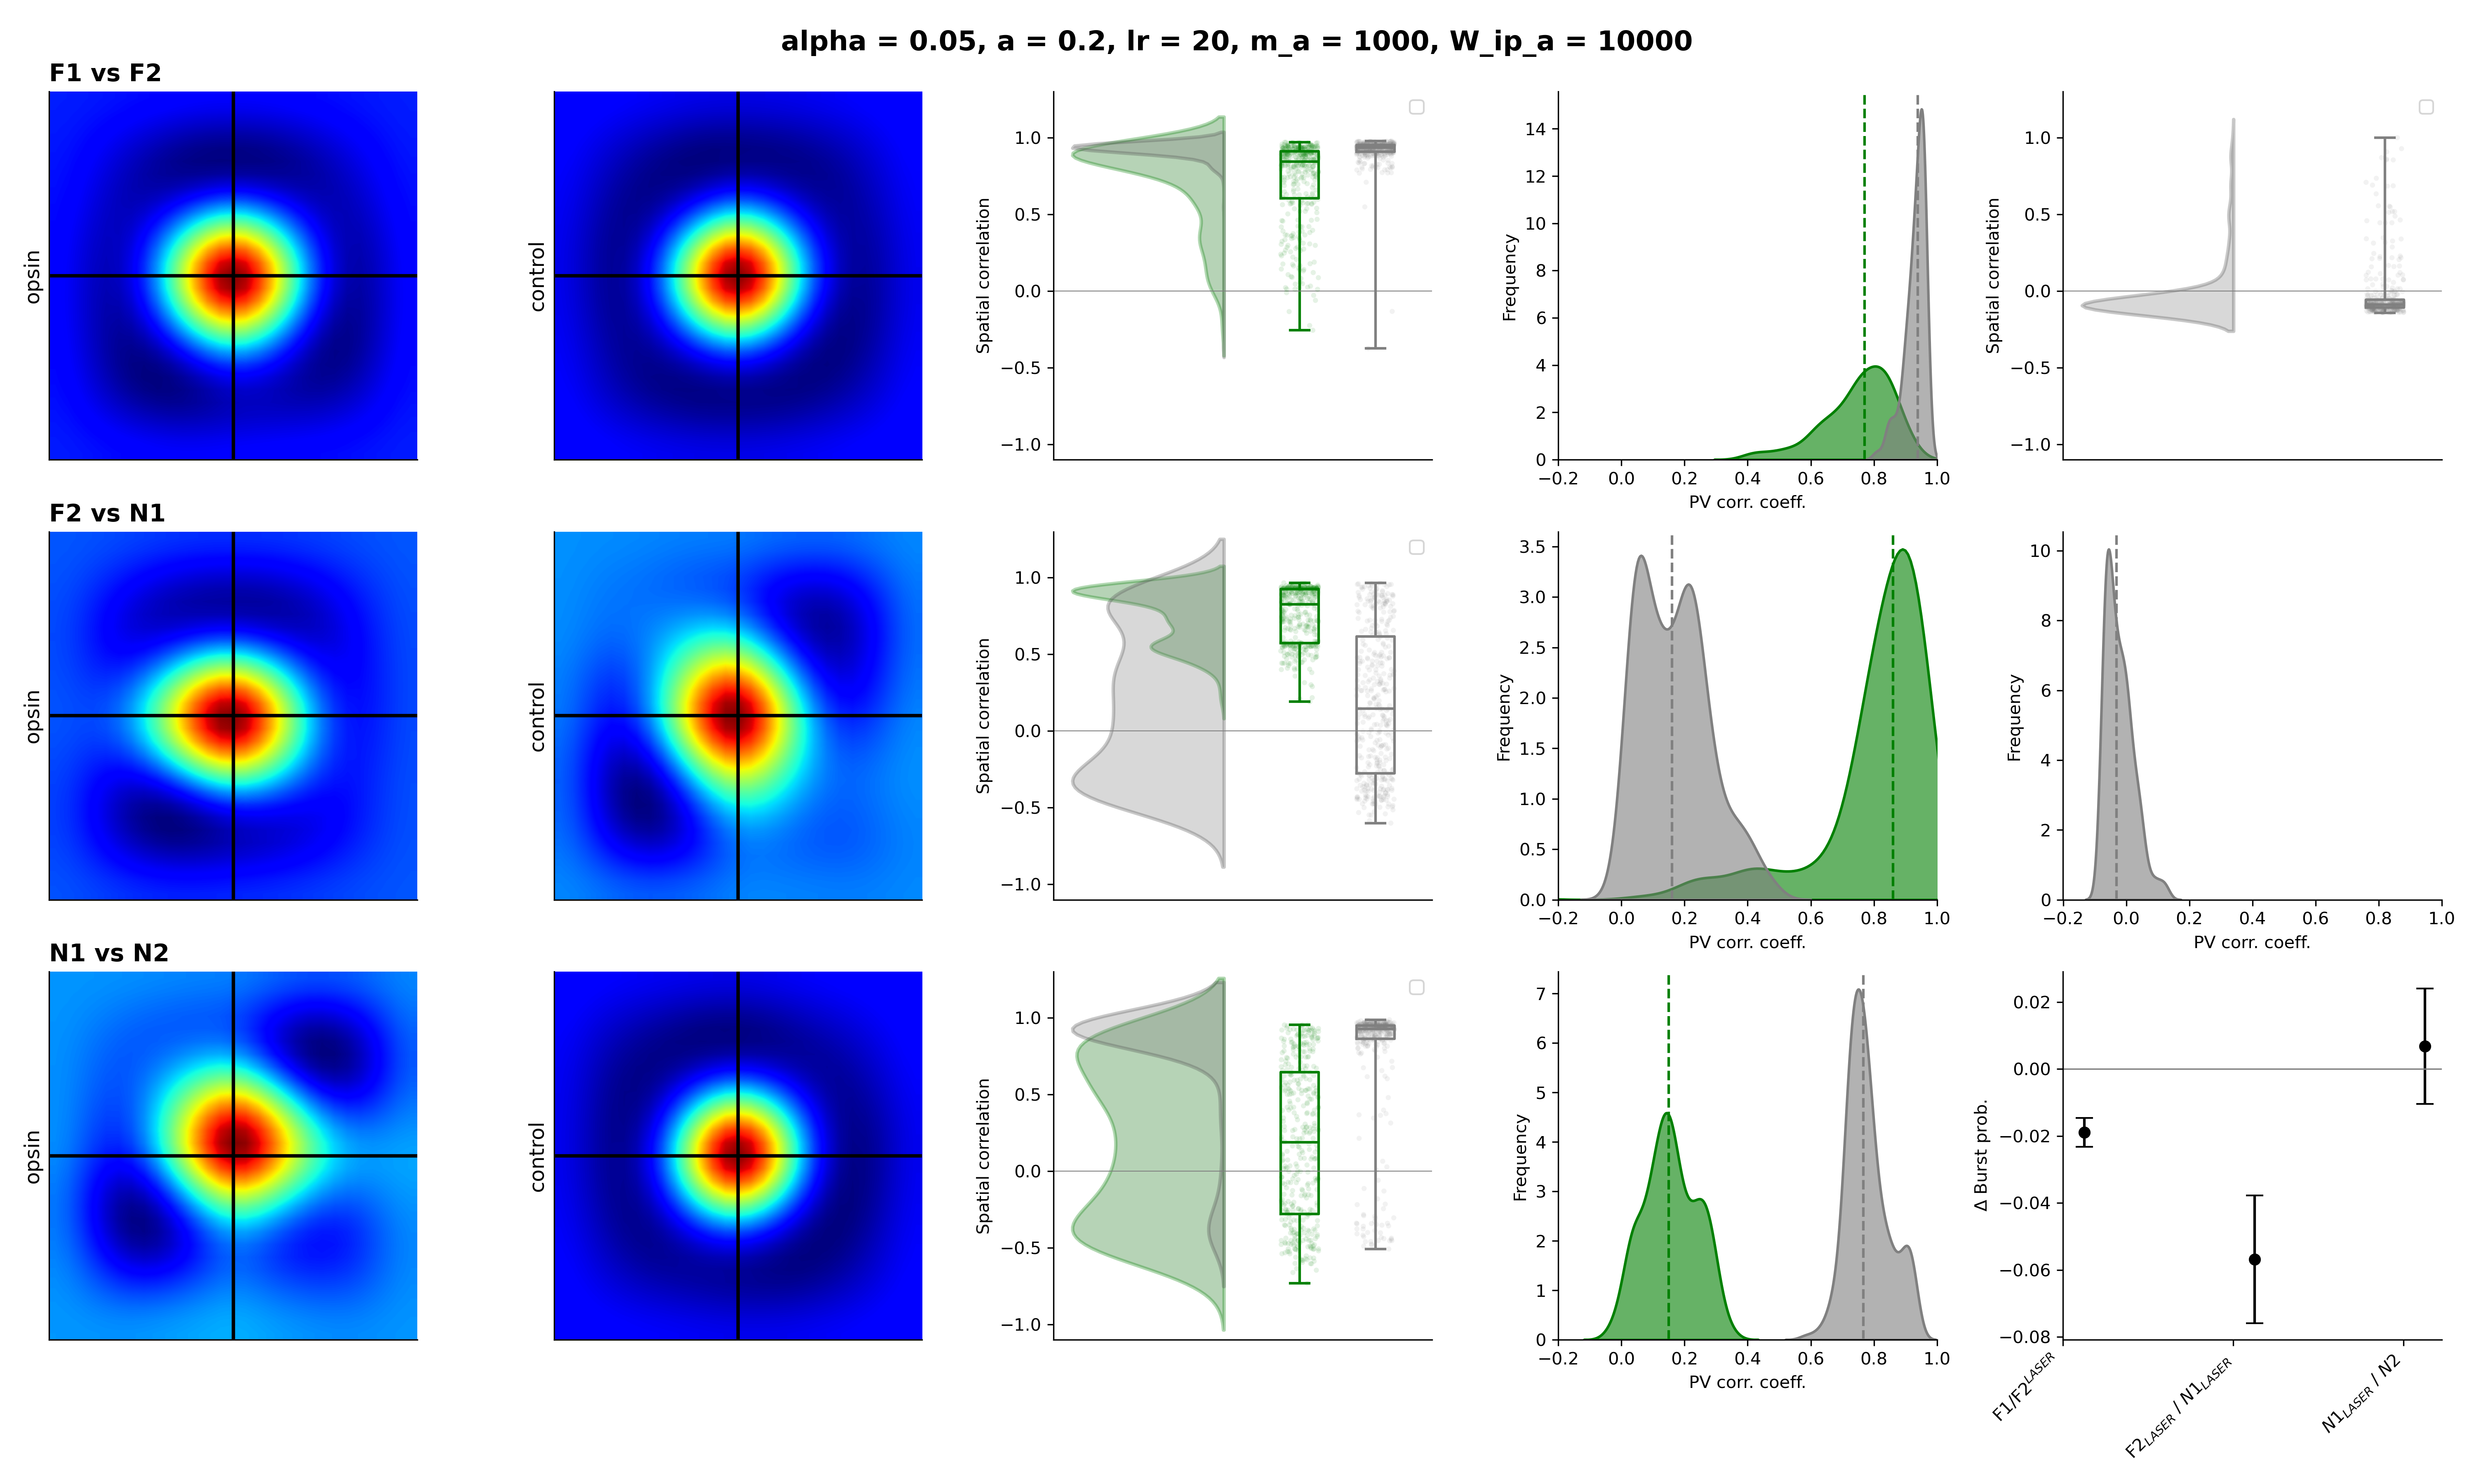 alpha = 0.05, a = 0.2, lr = 20, m_a = 1000, W_ip_a = 10000
F1 vs F2
opsin
control
Spatial correlation
1.0
0.5
0.0
−0.5
−1.0
Frequency
14
12
10
8
6
4
2
0
−0.2 0.0 0.2 0.4 0.6 0.8 1.0
PV corr. coeff.
Spatial correlation
1.0
0.5
0.0
−0.5
−1.0
F2 vs N1
opsin
control
Spatial correlation
1.0
0.5
0.0
−0.5
−1.0
Frequency
3.5
3.0
2.5
2.0
1.5
1.0
0.5
0.0
−0.2 0.0 0.2 0.4 0.6 0.8 1.0
PV corr. coeff.
Frequency
10
8
6
4
2
0
−0.2 0.0 0.2 0.4 0.6 0.8 1.0
PV corr. coeff.
N1 vs N2
opsin
control
Spatial correlation
1.0
0.5
0.0
−0.5
−1.0
Frequency
7
6
5
4
3
2
1
0
−0.2 0.0 0.2 0.4 0.6 0.8 1.0
PV corr. coeff.
Δ Burst prob.
0.02
0.00
−0.02
−0.04
−0.06
−0.08
F1/F2LASER
F2LASER / N1LASER
N1LASER / N2